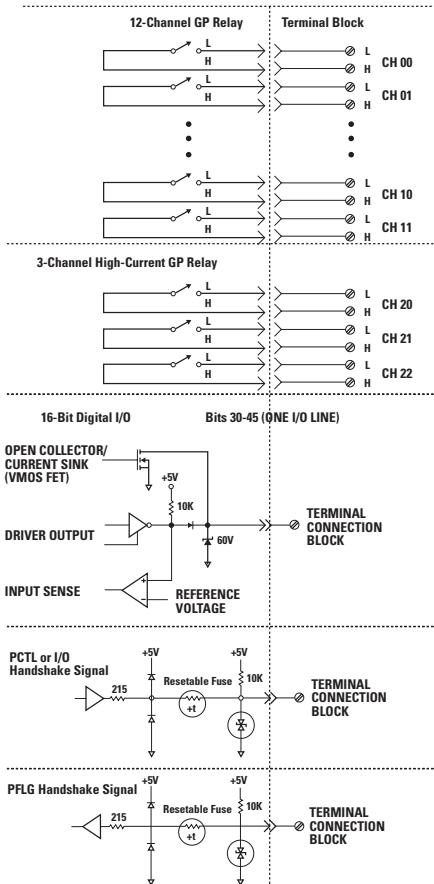 12-Channel GP Relay Terminal Block
L L
H H CH 00
L L
H H CH 01
L L
H H CH 10
L L
H H CH 11
3-Channel High-Current GP Relay
L L
H H CH 20
L L
H H CH 21
L L
H H CH 22
16-Bit Digital I/O Bits 30-45 (ONE I/O LINE)
OPEN COLLECTOR/
CURRENT SINK
(VMOS FET)
+5V
10K
DRIVER OUTPUT
60V
TERMINAL
CONNECTION
BLOCK
INPUT SENSE
+
−
REFERENCE
VOLTAGE
PCTL or I/O
Handshake Signal
+5V +5V
215
Resetable Fuse
+t
10K
TERMINAL
CONNECTION
BLOCK
PFLG Handshake Signal
+5V +5V
215
Resetable Fuse
+t
10K
TERMINAL
CONNECTION
BLOCK